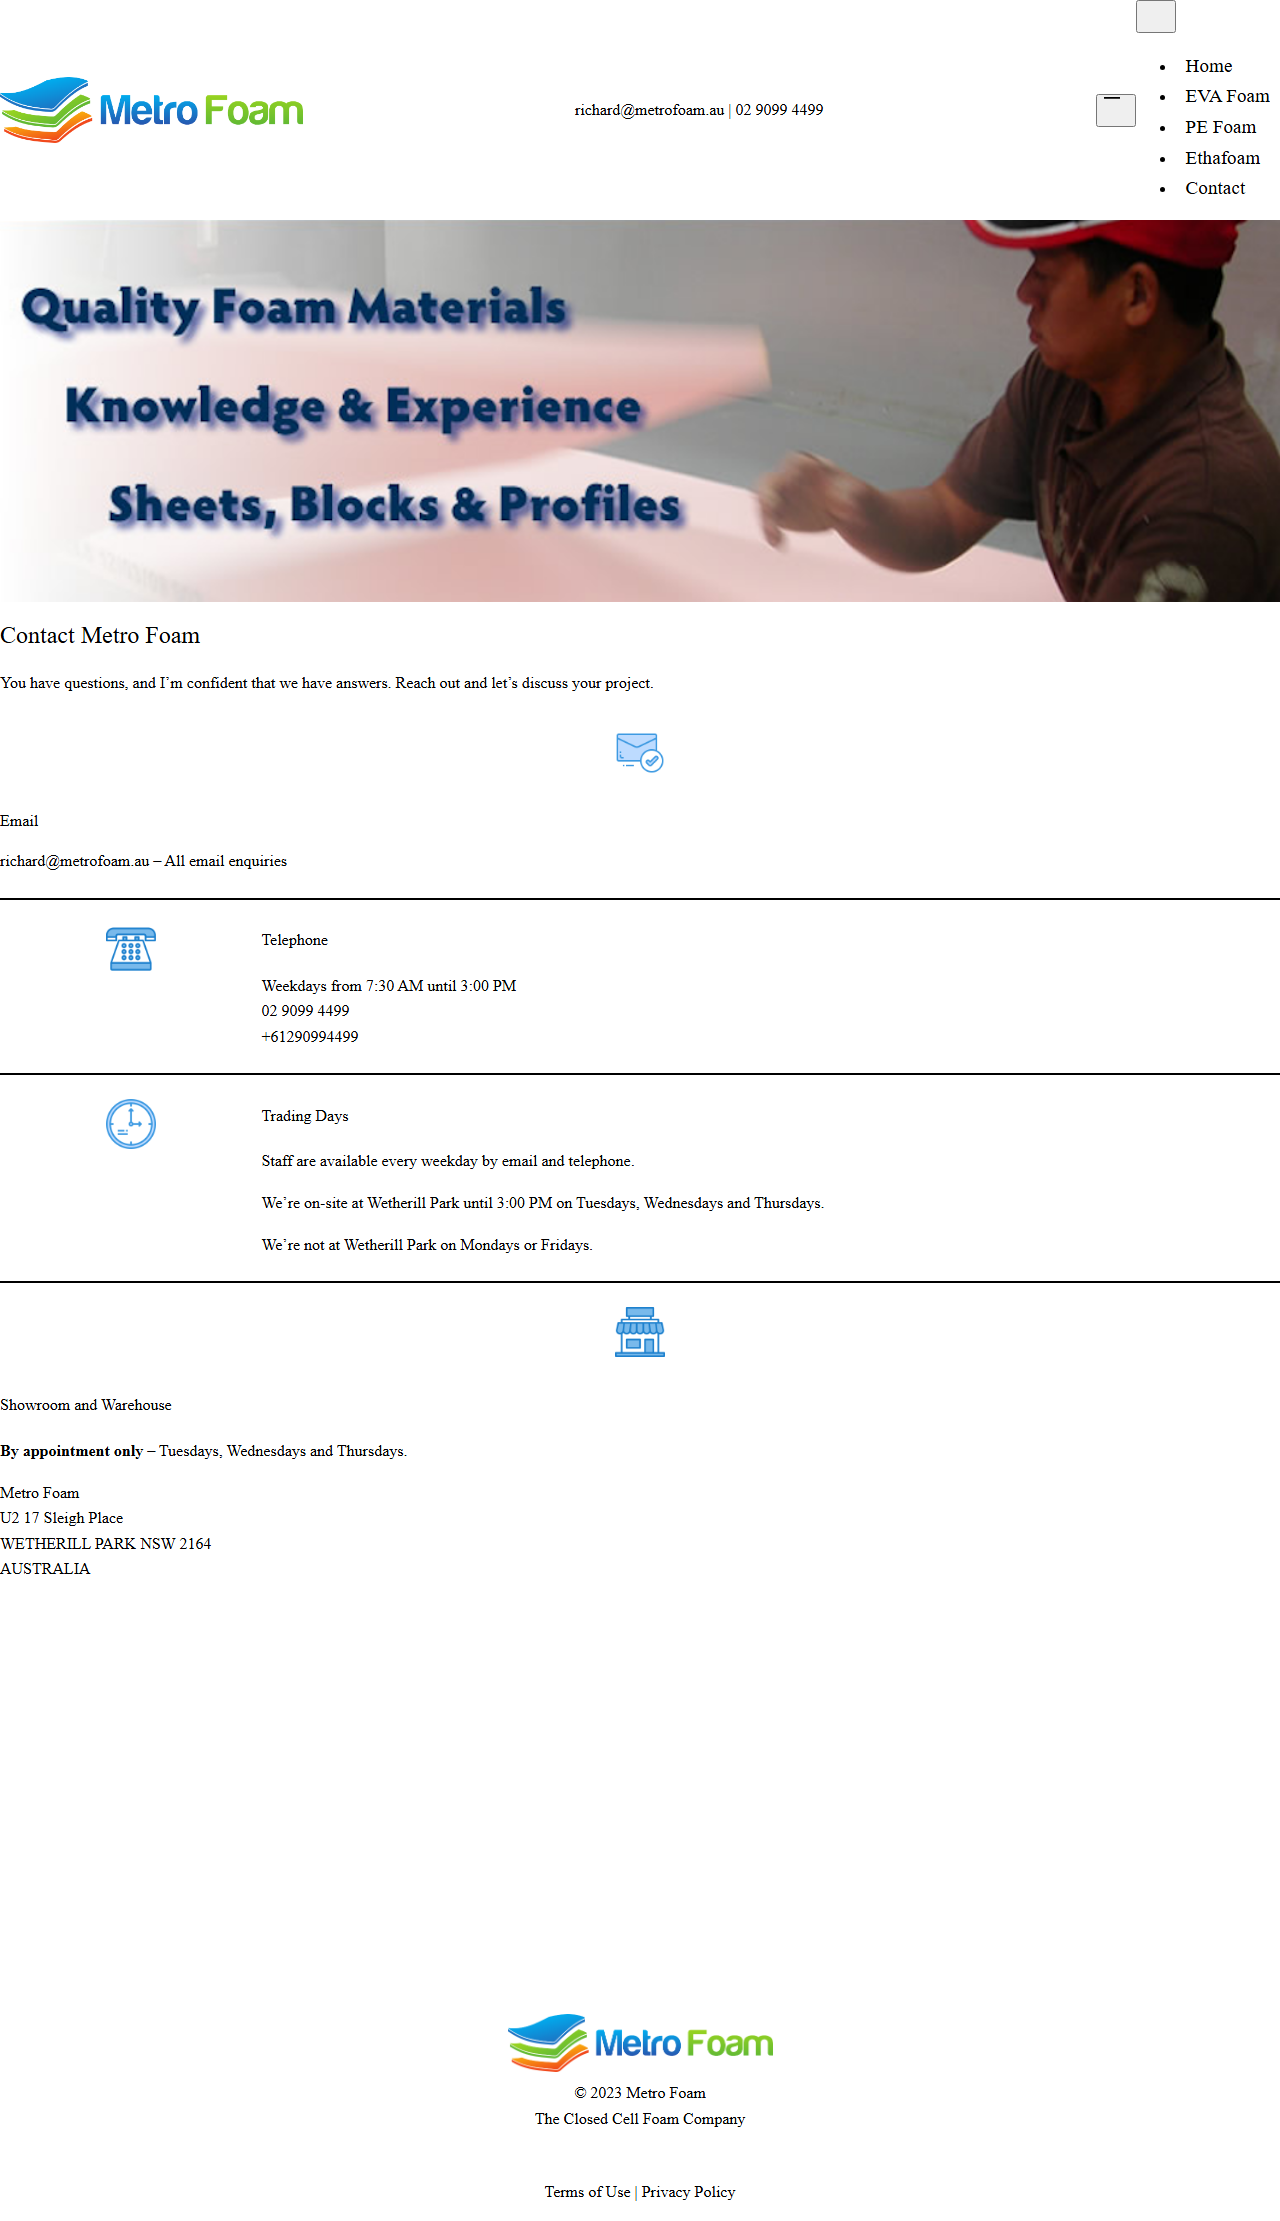 Metro Foam
richard@metrofoam.au | 02 9099 4499
Home
EVA Foam
PE Foam
Ethafoam
Contact
Quality Foam Materials
Knowledge & Experience
Sheets, Blocks & Profiles
Contact Metro Foam
You have questions, and I’m confident that we have answers. Reach out and let’s discuss your project.
Email
richard@metrofoam.au – All email enquiries
Telephone
Weekdays from 7:30 AM until 3:00 PM
02 9099 4499
+61290994499
Trading Days
Staff are available every weekday by email and telephone.
We’re on-site at Wetherill Park until 3:00 PM on Tuesdays, Wednesdays and Thursdays.
We’re not at Wetherill Park on Mondays or Fridays.
Showroom and Warehouse
By appointment only – Tuesdays, Wednesdays and Thursdays.
Metro Foam
U2 17 Sleigh Place
WETHERILL PARK NSW 2164
AUSTRALIA
Metro Foam
© 2023 Metro Foam
The Closed Cell Foam Company
Terms of Use | Privacy Policy